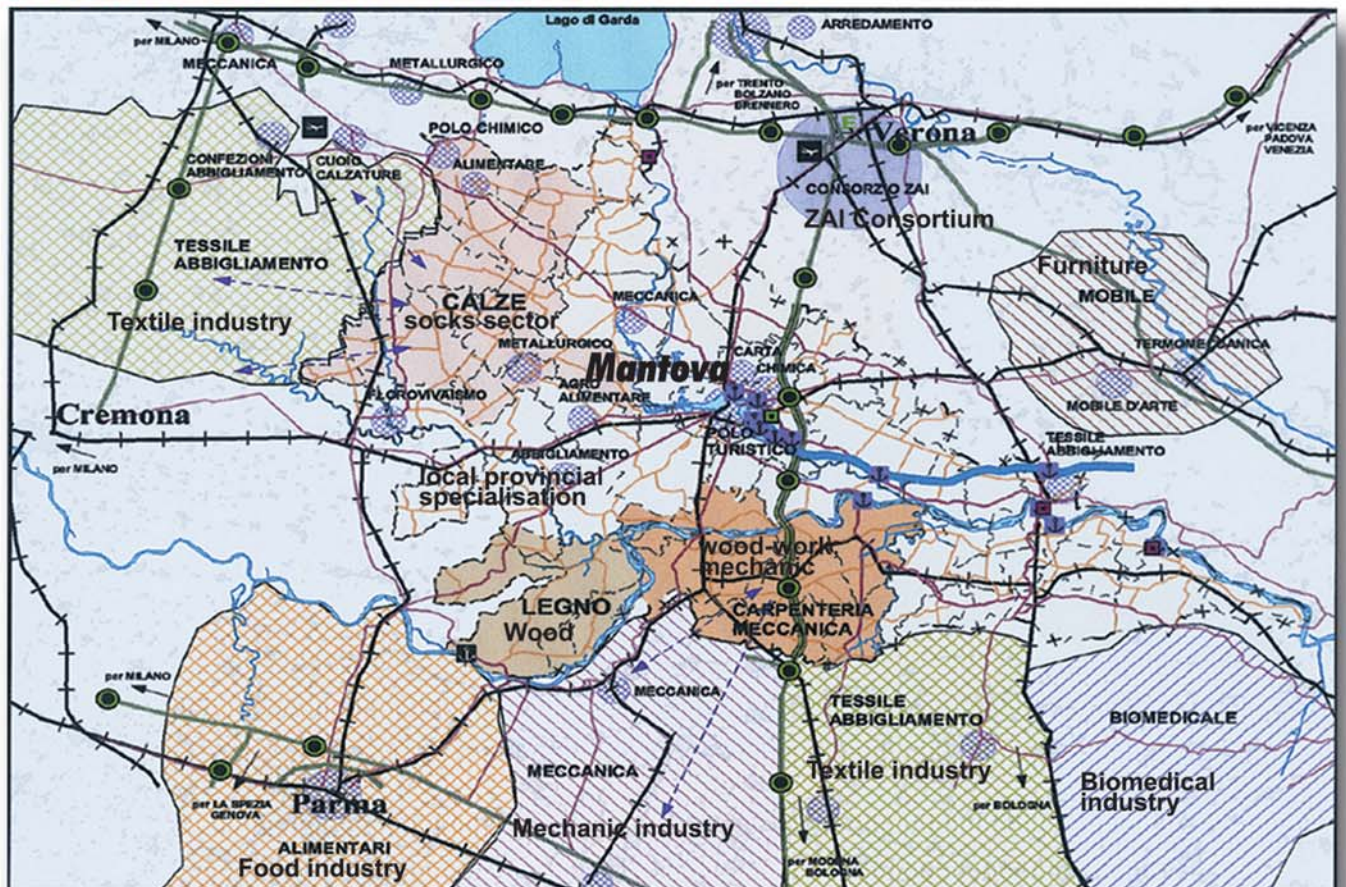 Lago di Garda
ARREDAMENTO
per MILANO
MECCANICA
METALLURGICO
per TRENTO
BOLZANO
BRENNERO
Verona
per VICENZA
PADOVA
VENEZIA
POLO CHIMICO
ALIMENTARE
CONFEZIONI
ABBIGLIAMENTO
CUOIO
CALZATURE
CONSORZIO ZAI
ZAI Consortium
TESSILE
ABBIGLIAMENTO
Textile industry
CALZE
socks sector
MECCANICA
METALLURGICO
Furniture
MOBILE
TERMOMECCANICA
MOBILE D'ARTE
Mantova
CARTA
CHIMICA
FLOROVIVAISMO
AGRO
ALIMENTARE
Cremona
per MILANO
POLO
TURISTICO
TESSILE
ABBIGLIAMENTO
ABBIGLIAMENTO
local provincial
specialisation
wood-work
mechanic
LEGNO
Wood
CARPENTERIA
MECCANICA
per MILANO
MECCANICA
TESSILE
ABBIGLIAMENTO
BIOMEDICALE
MECCANICA
Textile industry
Biomedical
industry
per LA SPEZIA
GENOVA
Parma
per BOLOGNA
Mechanic industry
ALIMENTARI
Food industry
per MODENA
BOLOGNA